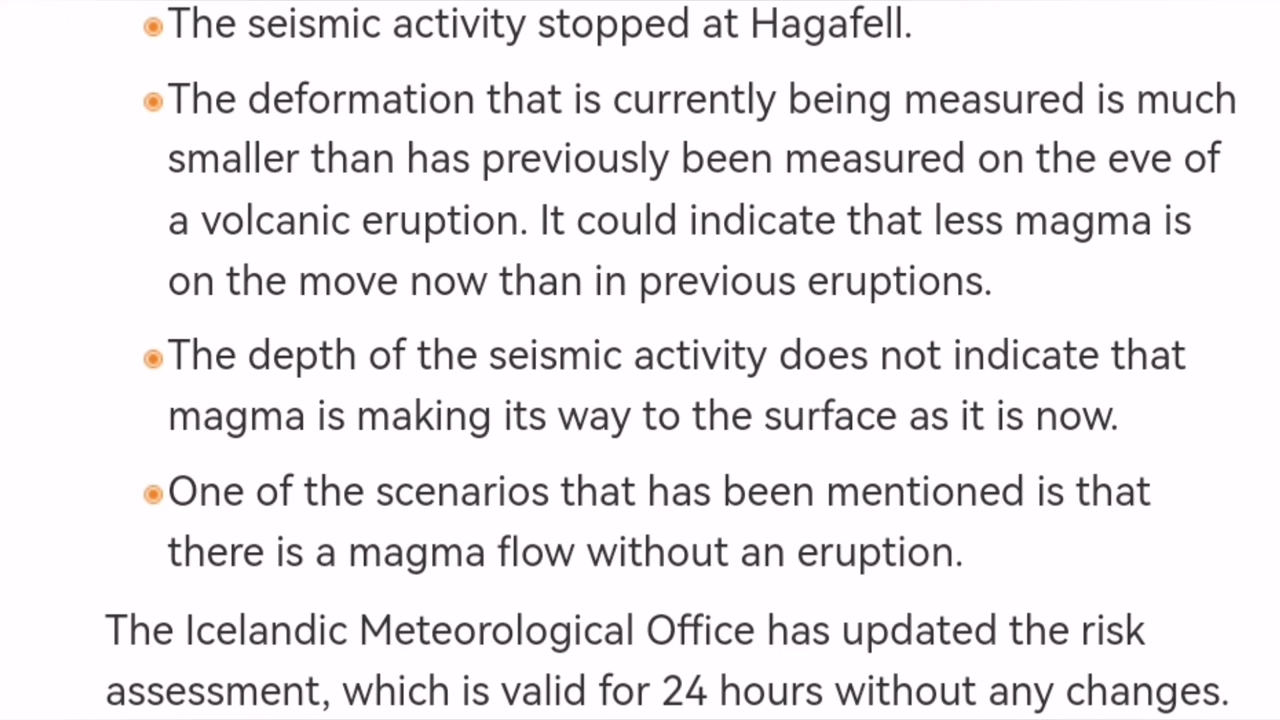 The seismic activity stopped at Hagafell.
The deformation that is currently being measured is much
smaller than has previously been measured on the eve of
a volcanic eruption. It could indicate that less magma is
on the move now than in previous eruptions.
The depth of the seismic activity does not indicate that
magma is making its way to the surface as it is now.
One of the scenarios that has been mentioned is that
there is a magma flow without an eruption.
The Icelandic Meteorological Office has updated the risk
assessment, which is valid for 24 hours without any changes.